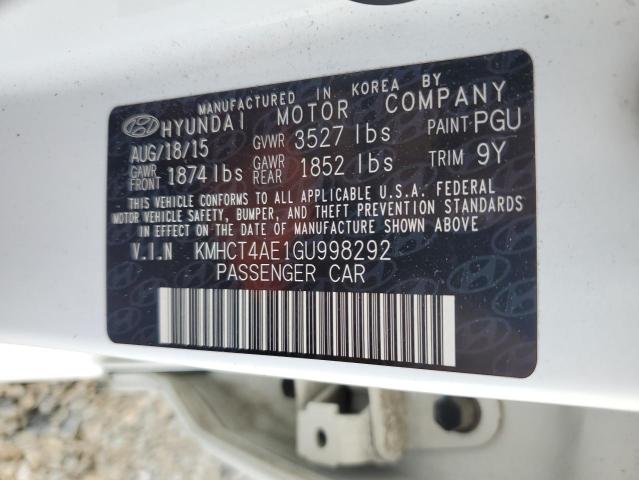 MANUFACTURED IN KOREA BY
HYUNDAI MOTOR COMPANY
AUG/18/15 GVWR 3527 lbs PAINT: PGU
GAWR FRONT 1874 lbs GAWR REAR 1852 lbs TRIM 9Y
THIS VEHICLE CONFORMS TO ALL APPLICABLE U.S.A. FEDERAL
MOTOR VEHICLE SAFETY, BUMPER, AND THEFT PREVENTION STANDARDS
IN EFFECT ON THE DATE OF MANUFACTURE SHOWN ABOVE.
V.I.N KMHCT4AE1GU998292
PASSENGER CAR